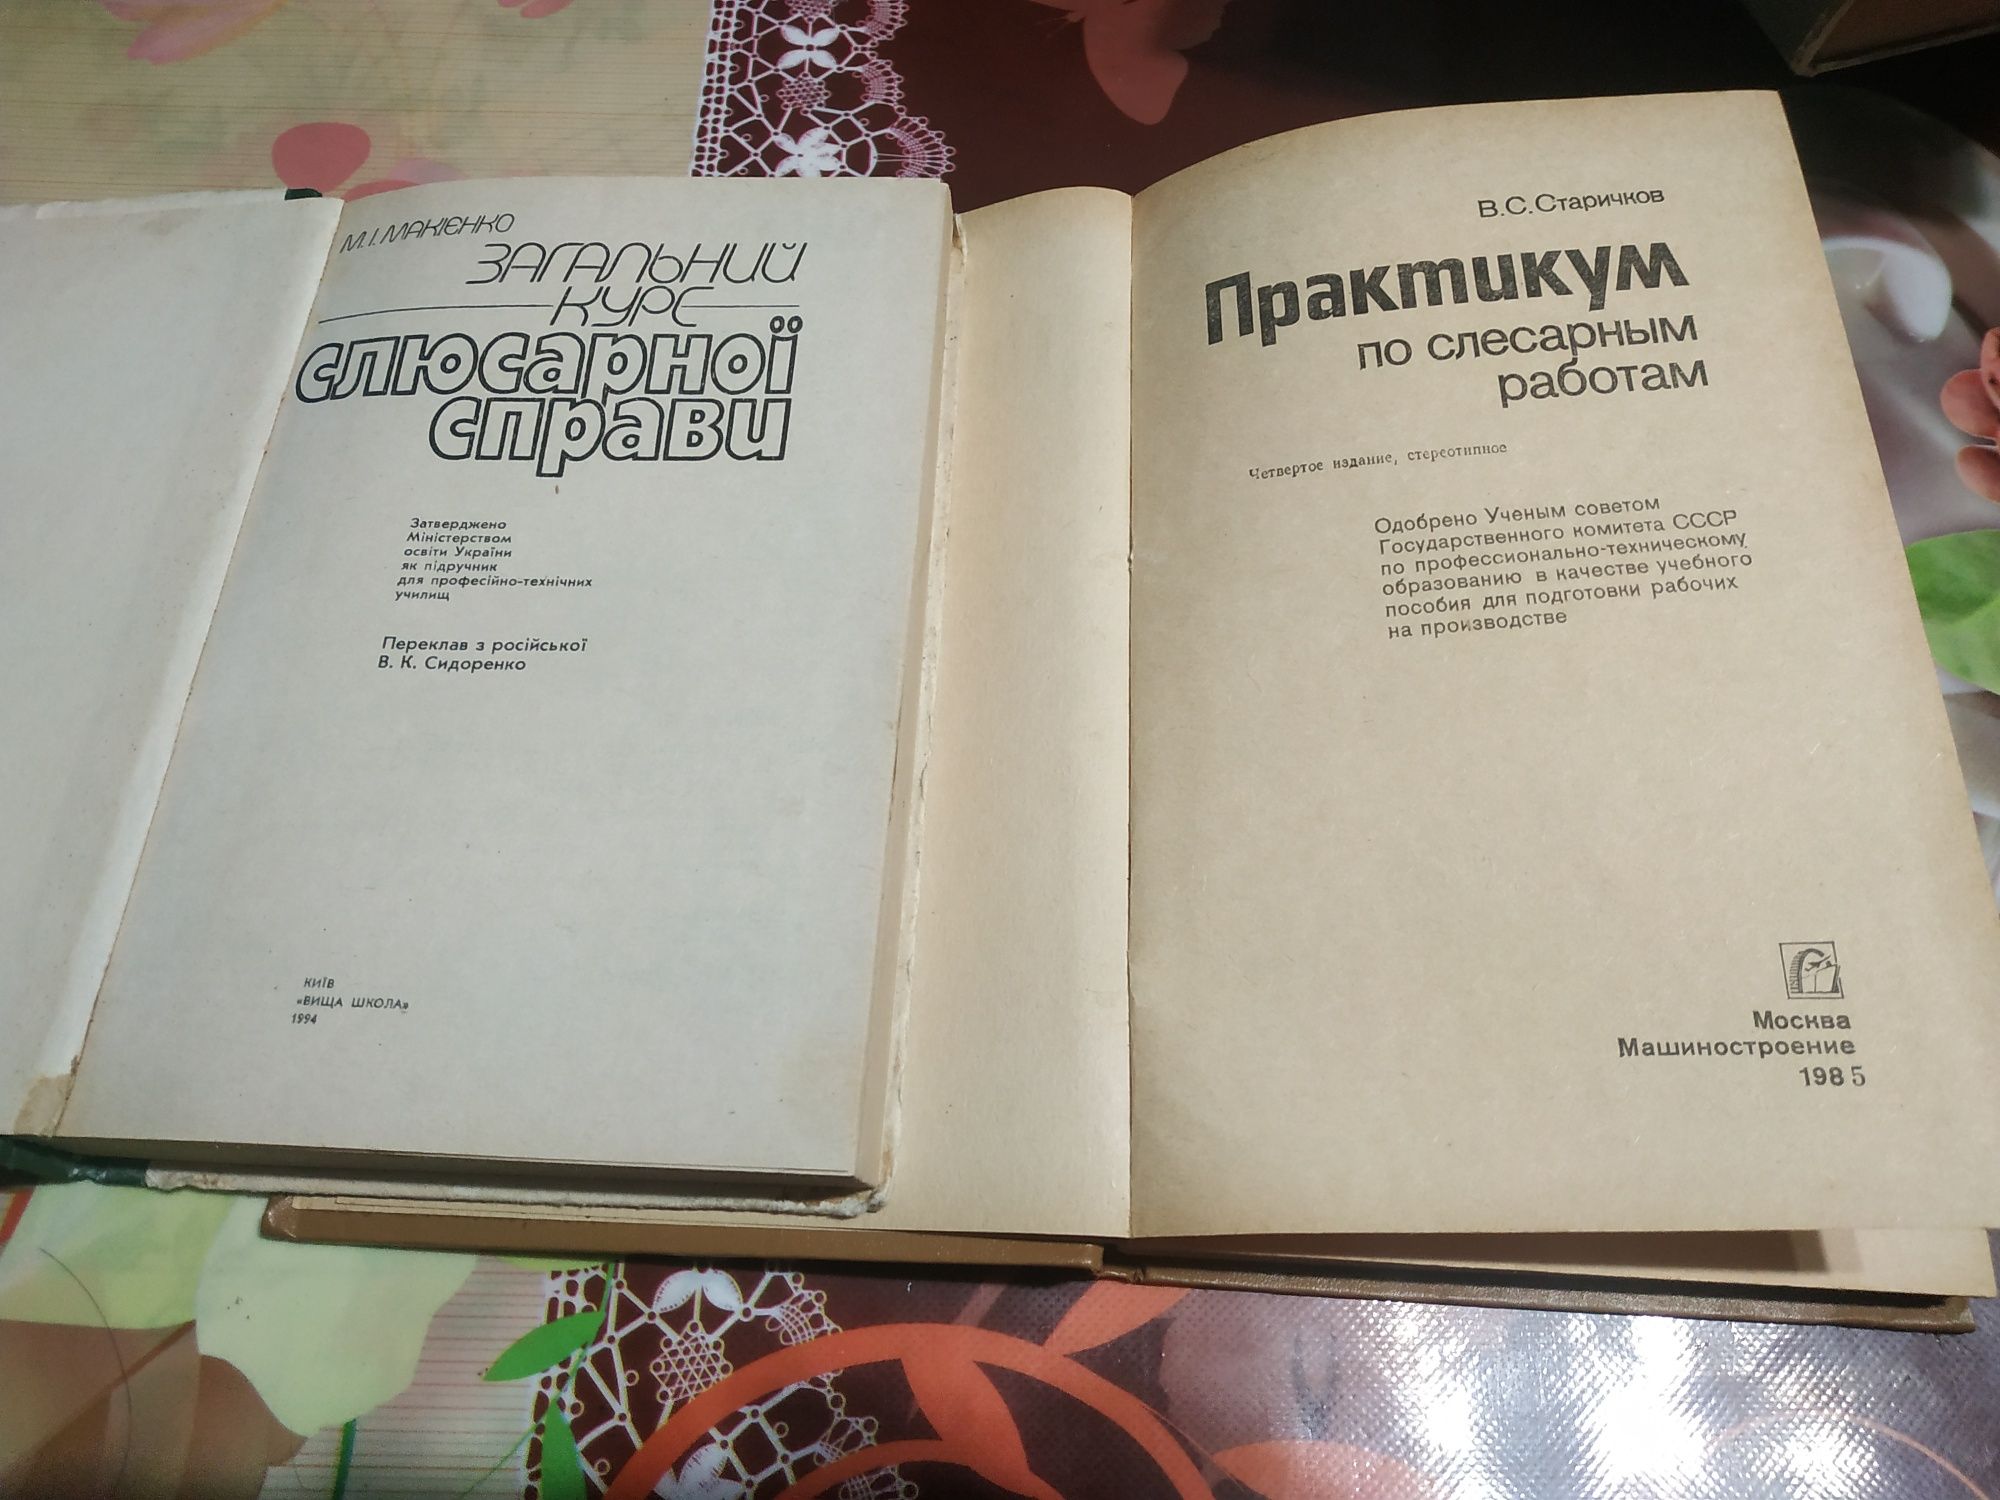 М.І. МАКІЄНКО
ЗАГАЛЬНИЙ
КУРС
слюсарної
справи
Затверджено
Міністерством
освіти України
як підручник
для професійно-технічних
училищ
Переклав з російської
В. К. Сидоренко
КИЇВ
«ВИЩА ШКОЛА»
1994
В.С.Старичков
Практикум
по слесарным
работам
Четвертое издание, стереотипное
Одобрено Ученым советом
Государственного комитета СССР
по профессионально-техническому
образованию в качестве учебного
пособия для подготовки рабочих
на производстве
Москва
Машиностроение
1985